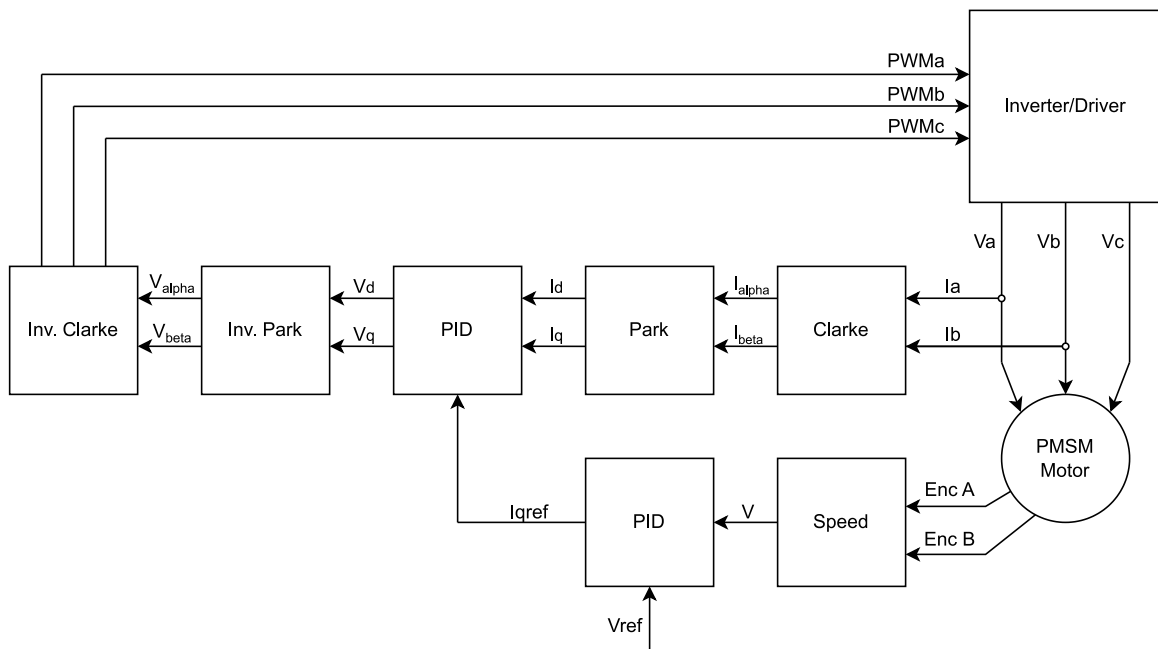 PWMa
PWMb
PWMc
Inverter/Driver
Va
Vb
Vc
Inv. Clarke
Valpha
Vbeta
Inv. Park
Vd
Vq
PID
Id
Iq
Park
Ialpha
Ibeta
Clarke
Ia
Ib
PMSM
Motor
Iqref
PID
V
Speed
Enc A
Enc B
Vref